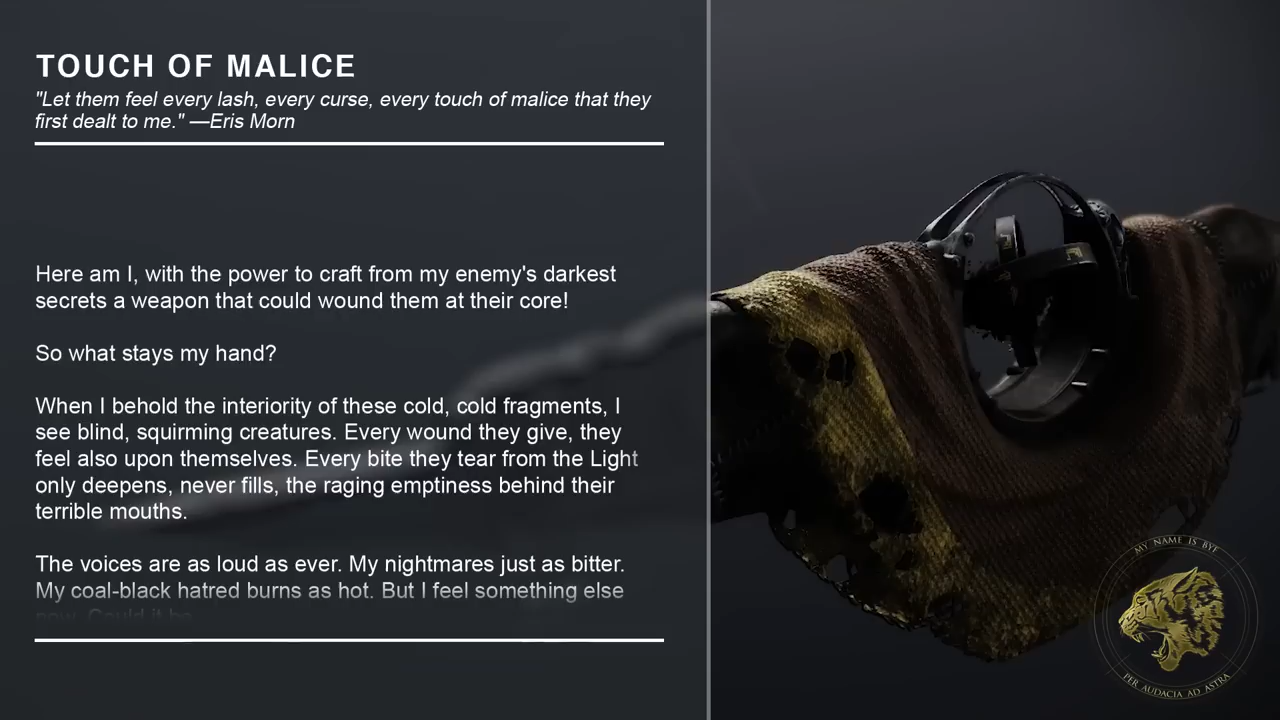 TOUCH OF MALICE
"Let them feel every lash, every curse, every touch of malice that they
first dealt to me." —Eris Morn
Here am I, with the power to craft from my enemy's darkest
secrets a weapon that could wound them at their core!
So what stays my hand?
When I behold the interiority of these cold, cold fragments, I
see blind, squirming creatures. Every wound they give, they
feel also upon themselves. Every bite they tear from the Light
only deepens, never fills, the raging emptiness behind their
terrible mouths.
The voices are as loud as ever. My nightmares just as bitter.
My coal-black hatred burns as hot. But I feel something else
now. Could it be
MY NAME IS BYF
PER AUDACIA AD ASTRA